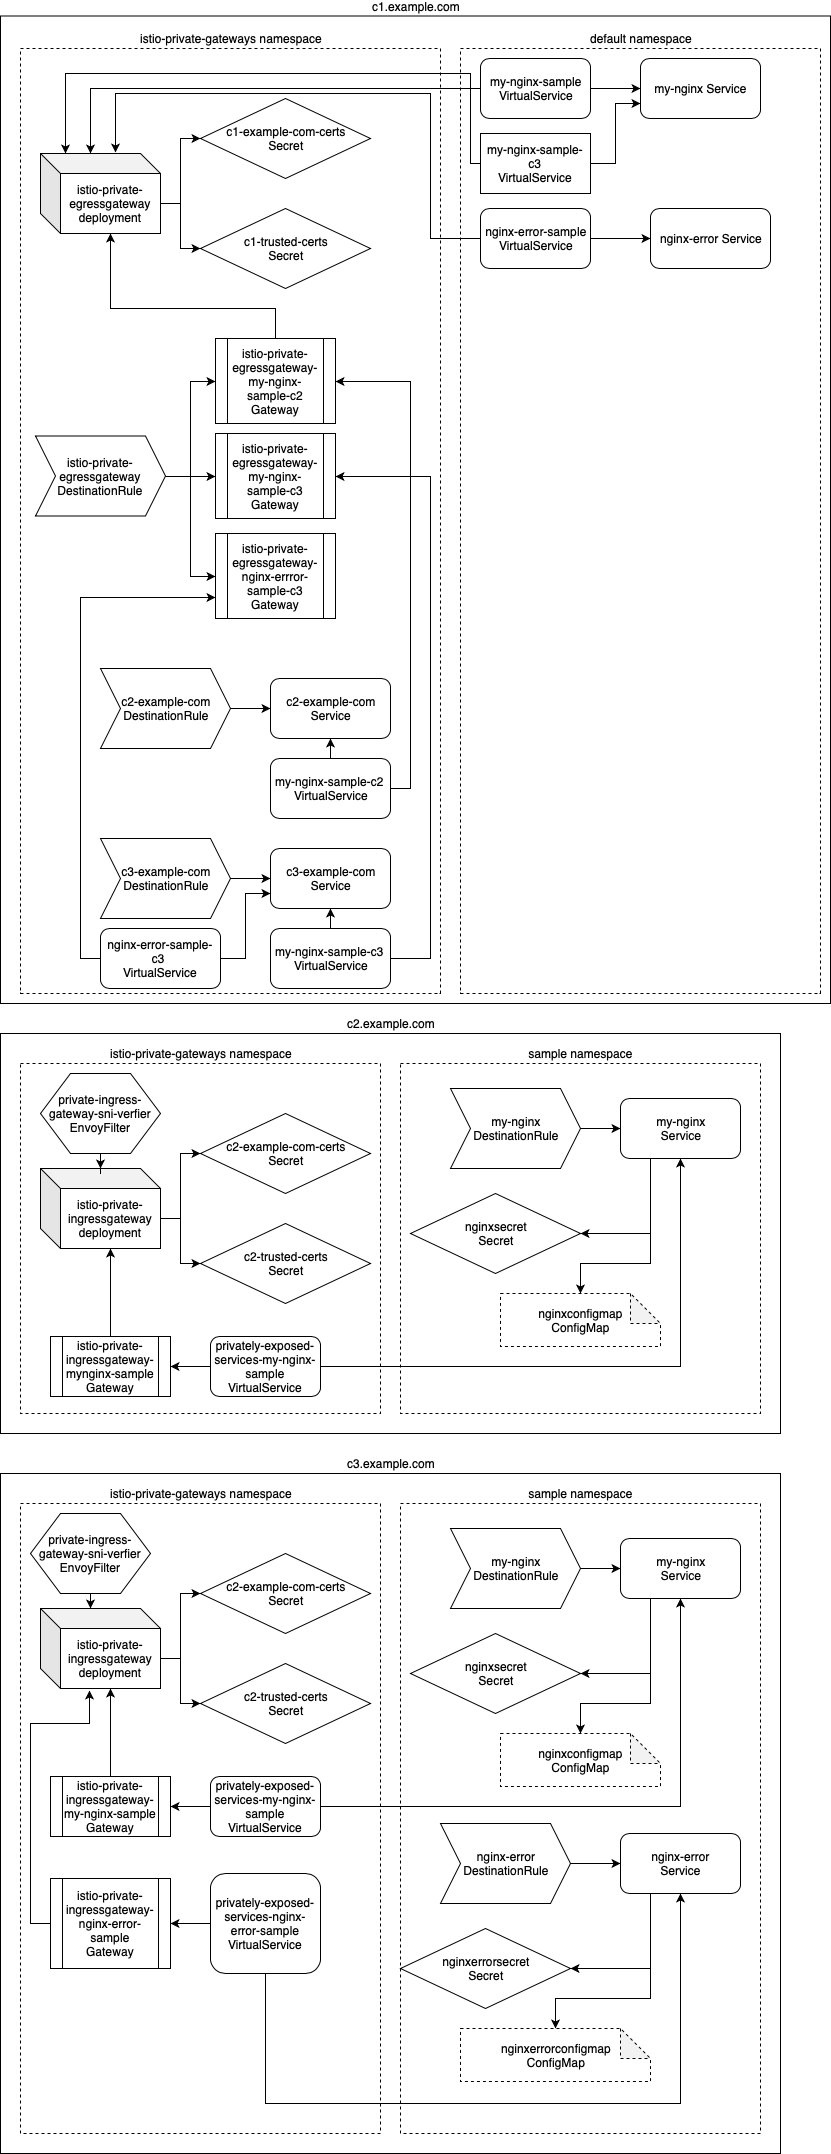 c1.example.com
istio-private-gateways namespace
default namespace
my-nginx-sample
VirtualService
my-nginx Service
c1-example-com-certs
Secret
my-nginx-sample-
c3
VirtualService
istio-private-
egressgateway
deployment
c1-trusted-certs
Secret
nginx-error-sample
VirtualService
nginx-error Service
istio-private-
egressgateway-
my-nginx-
sample-c2
Gateway
istio-private-
egressgateway
DestinationRule
istio-private-
egressgateway-
my-nginx-
sample-c3
Gateway
istio-private-
egressgateway-
nginx-errror-
sample-c3
Gateway
c2-example-com
DestinationRule
c2-example-com
Service
my-nginx-sample-c2
VirtualService
c3-example-com
DestinationRule
c3-example-com
Service
nginx-error-sample-
c3
VirtualService
my-nginx-sample-c3
VirtualService
c2.example.com
istio-private-gateways namespace
sample namespace
private-ingress-
gateway-sni-verfier
EnvoyFilter
c2-example-com-certs
Secret
my-nginx
DestinationRule
my-nginx
Service
istio-private-
ingressgateway
deployment
c2-trusted-certs
Secret
nginxsecret
Secret
nginxconfigmap
ConfigMap
istio-private-
ingressgateway-
mynginx-sample
Gateway
privately-exposed-
services-my-nginx-
sample
VirtualService
c3.example.com
istio-private-gateways namespace
sample namespace
private-ingress-
gateway-sni-verfier
EnvoyFilter
c2-example-com-certs
Secret
my-nginx
DestinationRule
my-nginx
Service
istio-private-
ingressgateway
deployment
c2-trusted-certs
Secret
nginxsecret
Secret
nginxconfigmap
ConfigMap
istio-private-
ingressgateway-
my-nginx-sample
Gateway
privately-exposed-
services-my-nginx-
sample
VirtualService
nginx-error
DestinationRule
nginx-error
Service
istio-private-
ingressgateway-
nginx-error-
sample
Gateway
privately-exposed-
services-nginx-
error-sample
VirtualService
nginxerrorsecret
Secret
nginxerrorconfigmap
ConfigMap